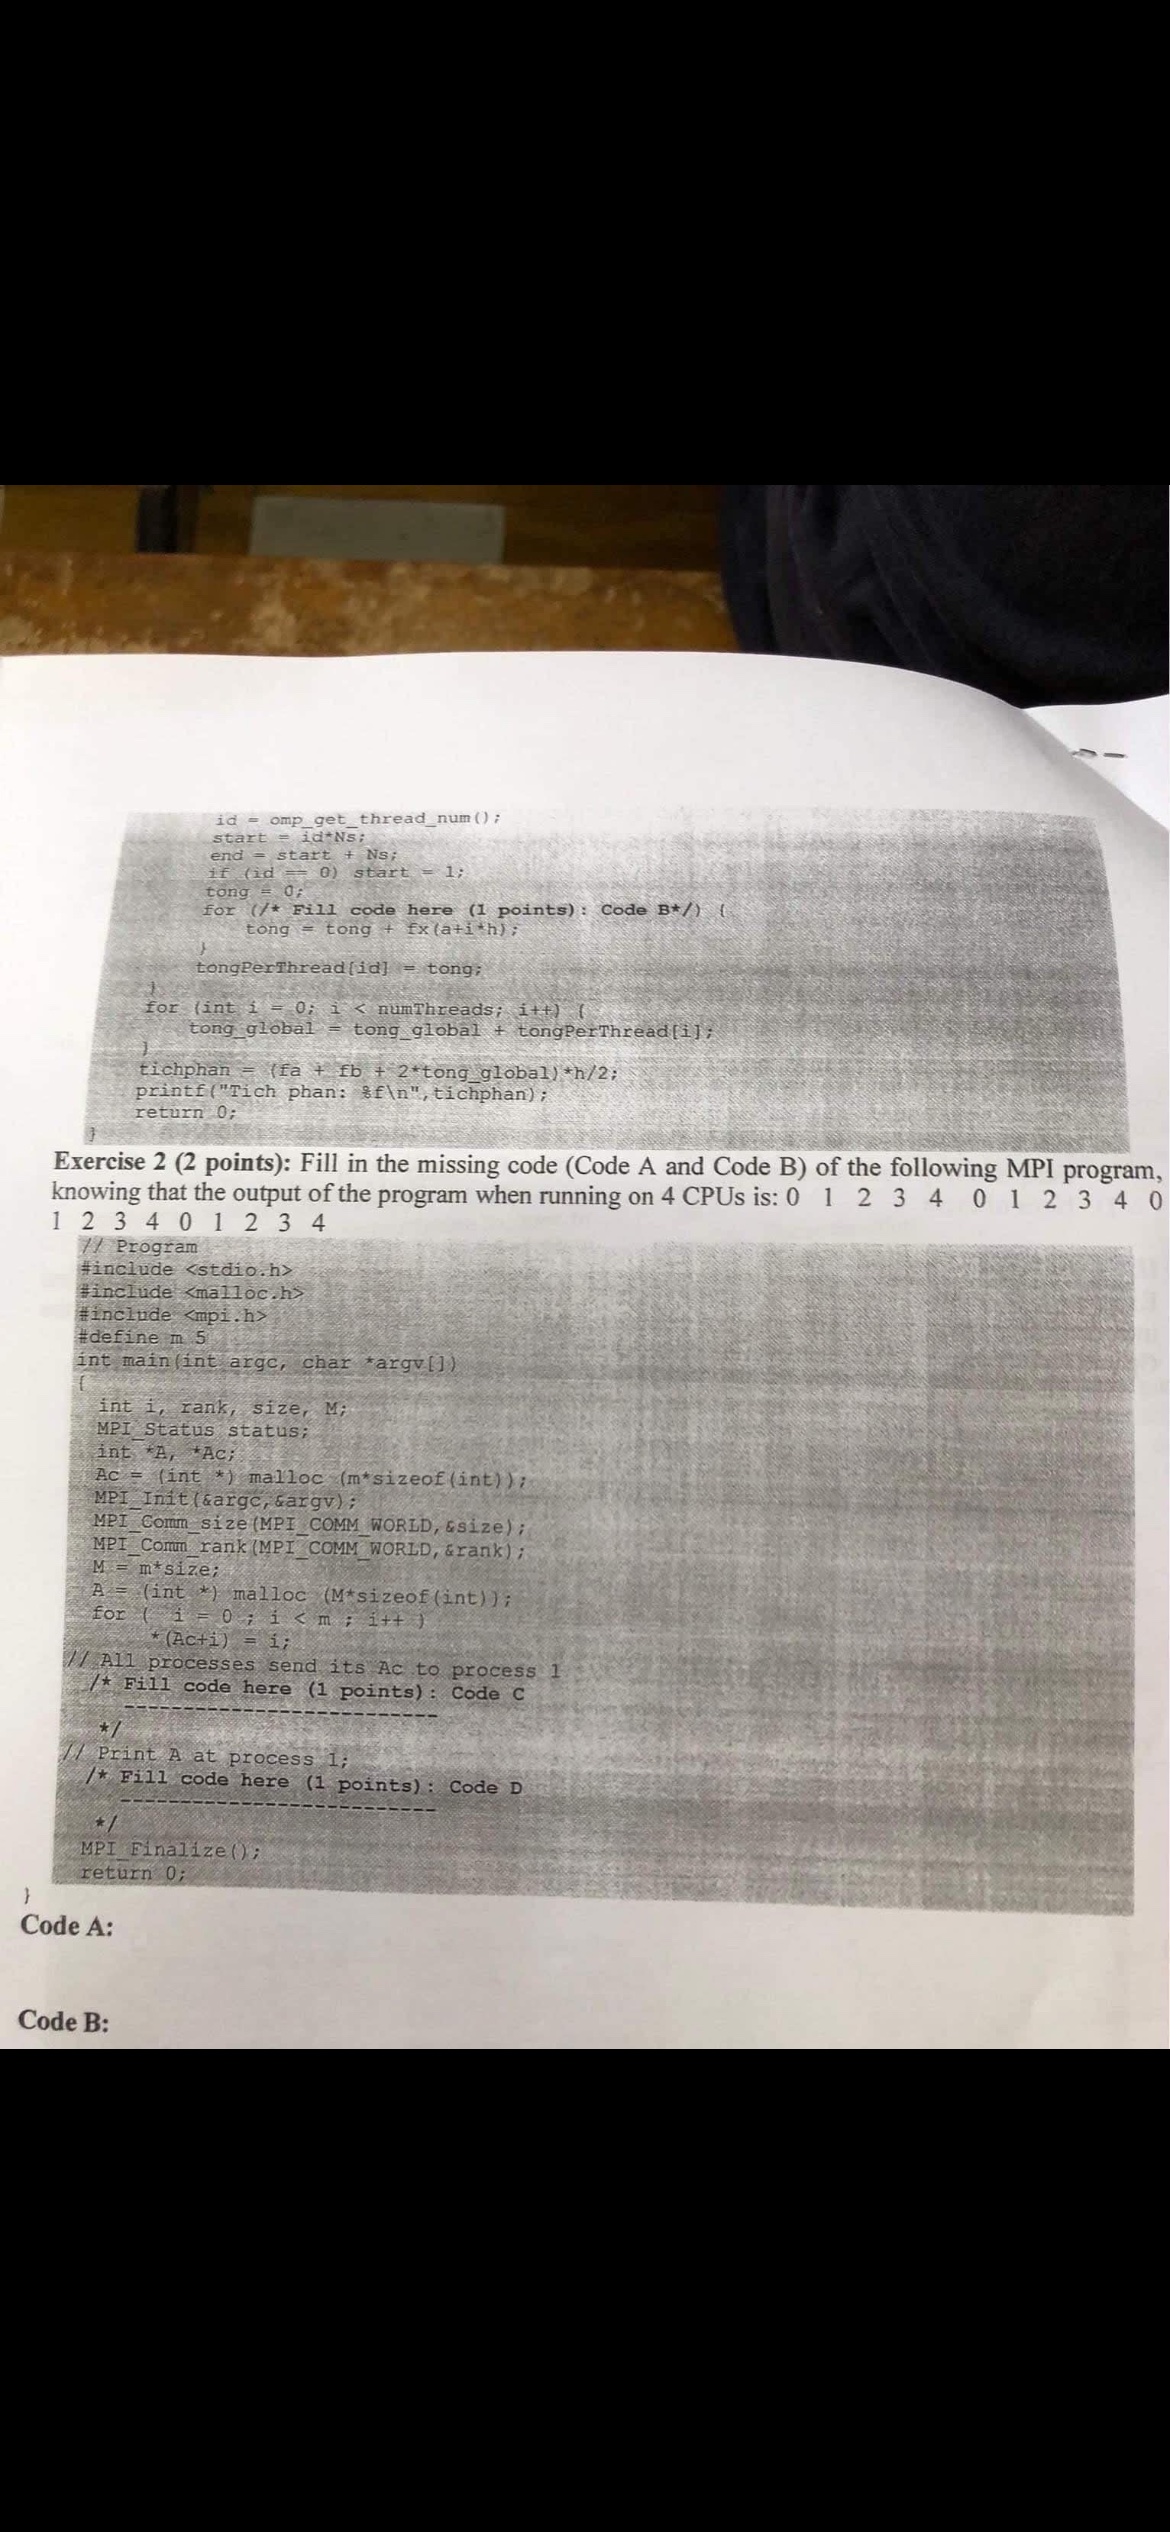 id = omp_get_thread_num();
start = id*Ns;
end = start + Ns;
if (id == 0) start = 1;
tong = 0;
for (/* Fill code here (1 points): Code B*/) {
tong = tong + fx(a+i*h);
}
tongPerThread[id] = tong;
}
for (int i = 0; i < numThreads; i++) {
tong_global = tong_global + tongPerThread[i];
}
tichphan = (fa + fb + 2*tong_global)*h/2;
printf("Tich phan: %f\n",tichphan);
return 0;
}
Exercise 2 (2 points): Fill in the missing code (Code A and Code B) of the following MPI program,
knowing that the output of the program when running on 4 CPUs is: 0 1 2 3 4 0 1 2 3 4 0
1 2 3 4 0 1 2 3 4
// Program
#include <stdio.h>
#include <malloc.h>
#include <mpi.h>
#define m 5
int main(int argc, char *argv[])
{
int i, rank, size, M;
MPI_Status status;
int *A, *Ac;
Ac = (int *) malloc (m*sizeof(int));
MPI_Init(&argc,&argv);
MPI_Comm_size(MPI_COMM_WORLD,&size);
MPI_Comm_rank(MPI_COMM_WORLD,&rank);
M = m*size;
A = (int *) malloc (M*sizeof(int));
for ( i = 0 ; i < m ; i++ )
*(Ac+i) = i;
// All processes send its Ac to process 1
/* Fill code here (1 points): Code C
--------------------------
*/
// Print A at process 1;
/* Fill code here (1 points): Code D
--------------------------
*/
MPI_Finalize();
return 0;
}
Code A:
Code B: